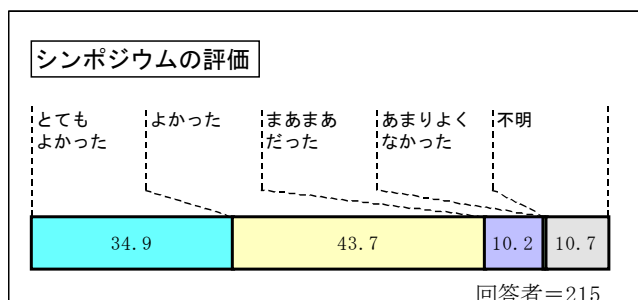 シンポジウムの評価
とても
よかった
よかった
まあまあ
だった
あまりよく
なかった
不明
34.9
43.7
10.2
10.7
回答者＝215